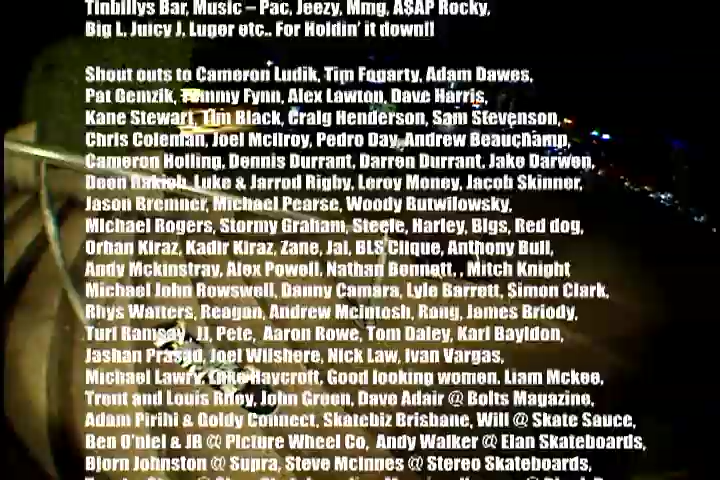 Tinbillys Bar, Music – Pac, Jeezy, Mmg, A$AP Rocky,
Big L, Juicy J, Luger etc.. For Holdin' it down!!
Shout outs to Cameron Ludik, Tim Fogarty, Adam Dawes,
Pat Gemzik, Tommy Fynn, Alex Lawton, Dave Harris,
Kane Stewart, Tim Black, Craig Henderson, Sam Stevenson,
Chris Coleman, Joel McIlroy, Pedro Day, Andrew Beauchamp,
Cameron Holling, Dennis Durrant, Darren Durrant, Jake Darwen,
Deon Rakich, Luke & Jarrod Rigby, Leroy Money, Jacob Skinner,
Jason Bremner, Michael Pearse, Woody Butwilowsky,
Michael Rogers, Stormy Graham, Steele, Harley, Bigs, Red dog,
Orhan Kiraz, Kadir Kiraz, Zane, Jai, BLS Clique, Anthony Bull,
Andy Mckinstray, Alex Powell, Nathan Bennett, , Mitch Knight
Michael John Rowswell, Danny Camara, Lyle Barrett, Simon Clark,
Rhys Watters, Reagan, Andrew Mcintosh, Rong, James Briody,
Turi Ramsay, JJ, Pete, Aaron Rowe, Tom Daley, Karl Bayldon,
Jashan Prasad, Joel Wilshere, Nick Law, Ivan Vargas,
Michael Lawry, Luke Haycroft, Good looking women. Liam Mckee,
Trent and Louis Riley, John Green, Dave Adair @ Bolts Magazine,
Adam Pirihi & Goldy Connect, Skatebiz Brisbane, Will @ Skate Sauce,
Ben O'niel & JB @ Picture Wheel Co, Andy Walker @ Elan Skateboards,
Bjorn Johnston @ Supra, Steve McInnes @ Stereo Skateboards,